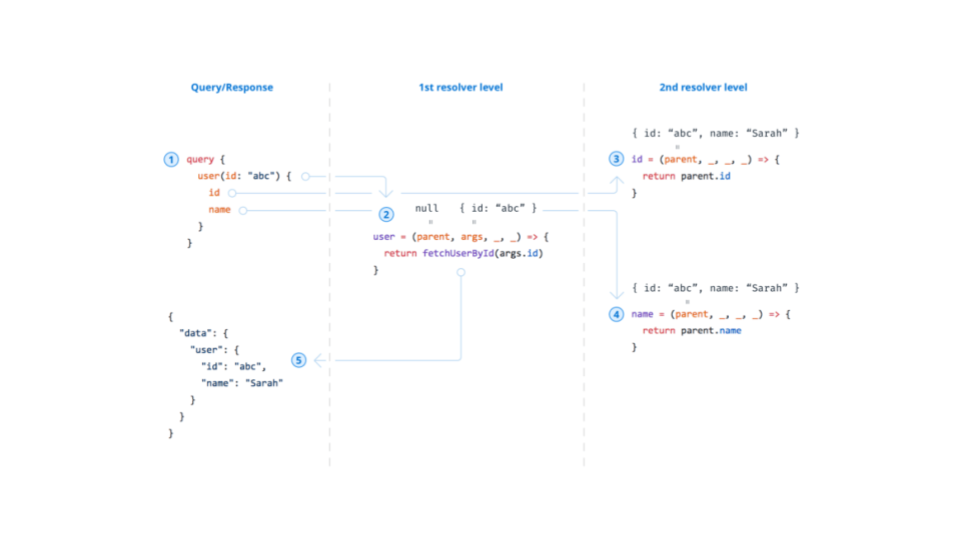 Query/Response
1 query {
user(id: "abc") {
id
name
}
}
{
"data": {
"user": {
"id": "abc",
"name": "Sarah"
}
}
}
5
1st resolver level
2
null { id: “abc” }
user = (parent, args, _, _) => {
return fetchUserById(args.id)
}
2nd resolver level
{ id: “abc”, name: “Sarah” }
3 id = (parent, _, _, _) => {
return parent.id
}
{ id: “abc”, name: “Sarah” }
4 name = (parent, _, _, _) => {
return parent.name
}